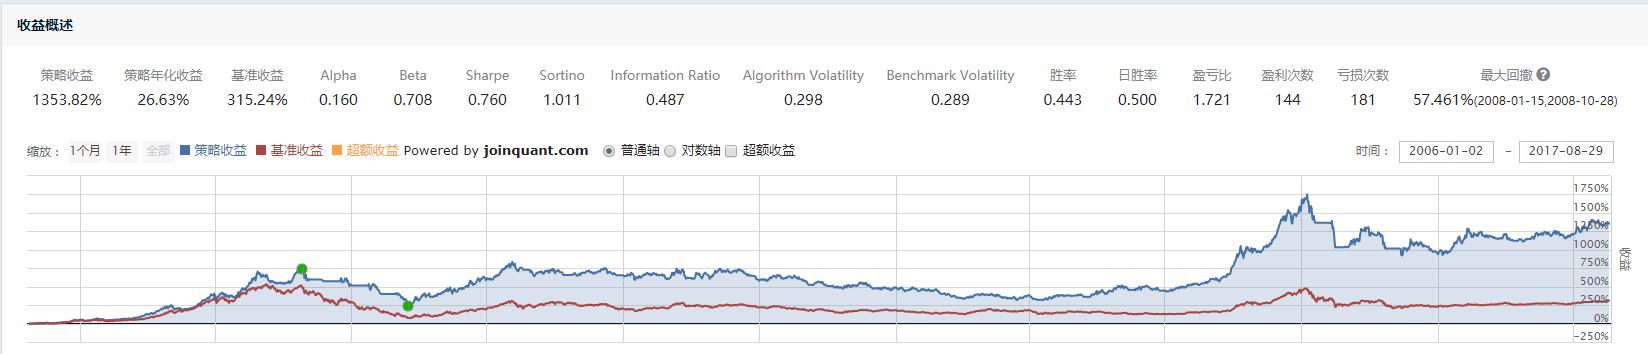 收益概述
策略收益 策略年化收益 基准收益 Alpha Beta Sharpe Sortino Information Ratio Algorithm Volatility Benchmark Volatility 胜率 日胜率 盈亏比 盈利次数 亏损次数 最大回撤 ?
1353.82% 26.63% 315.24% 0.160 0.708 0.760 1.011 0.487 0.298 0.289 0.443 0.500 1.721 144 181 57.461%(2008-01-15,2008-10-28)
缩放： 1个月 1年 全部 策略收益 基准收益 超额收益 Powered by joinquant.com 普通轴 对数轴 超额收益 时间： 2006-01-02 - 2017-08-29
1750%
1500%
1250%
1000%
750%
500%
250%
0%
-250%
收益